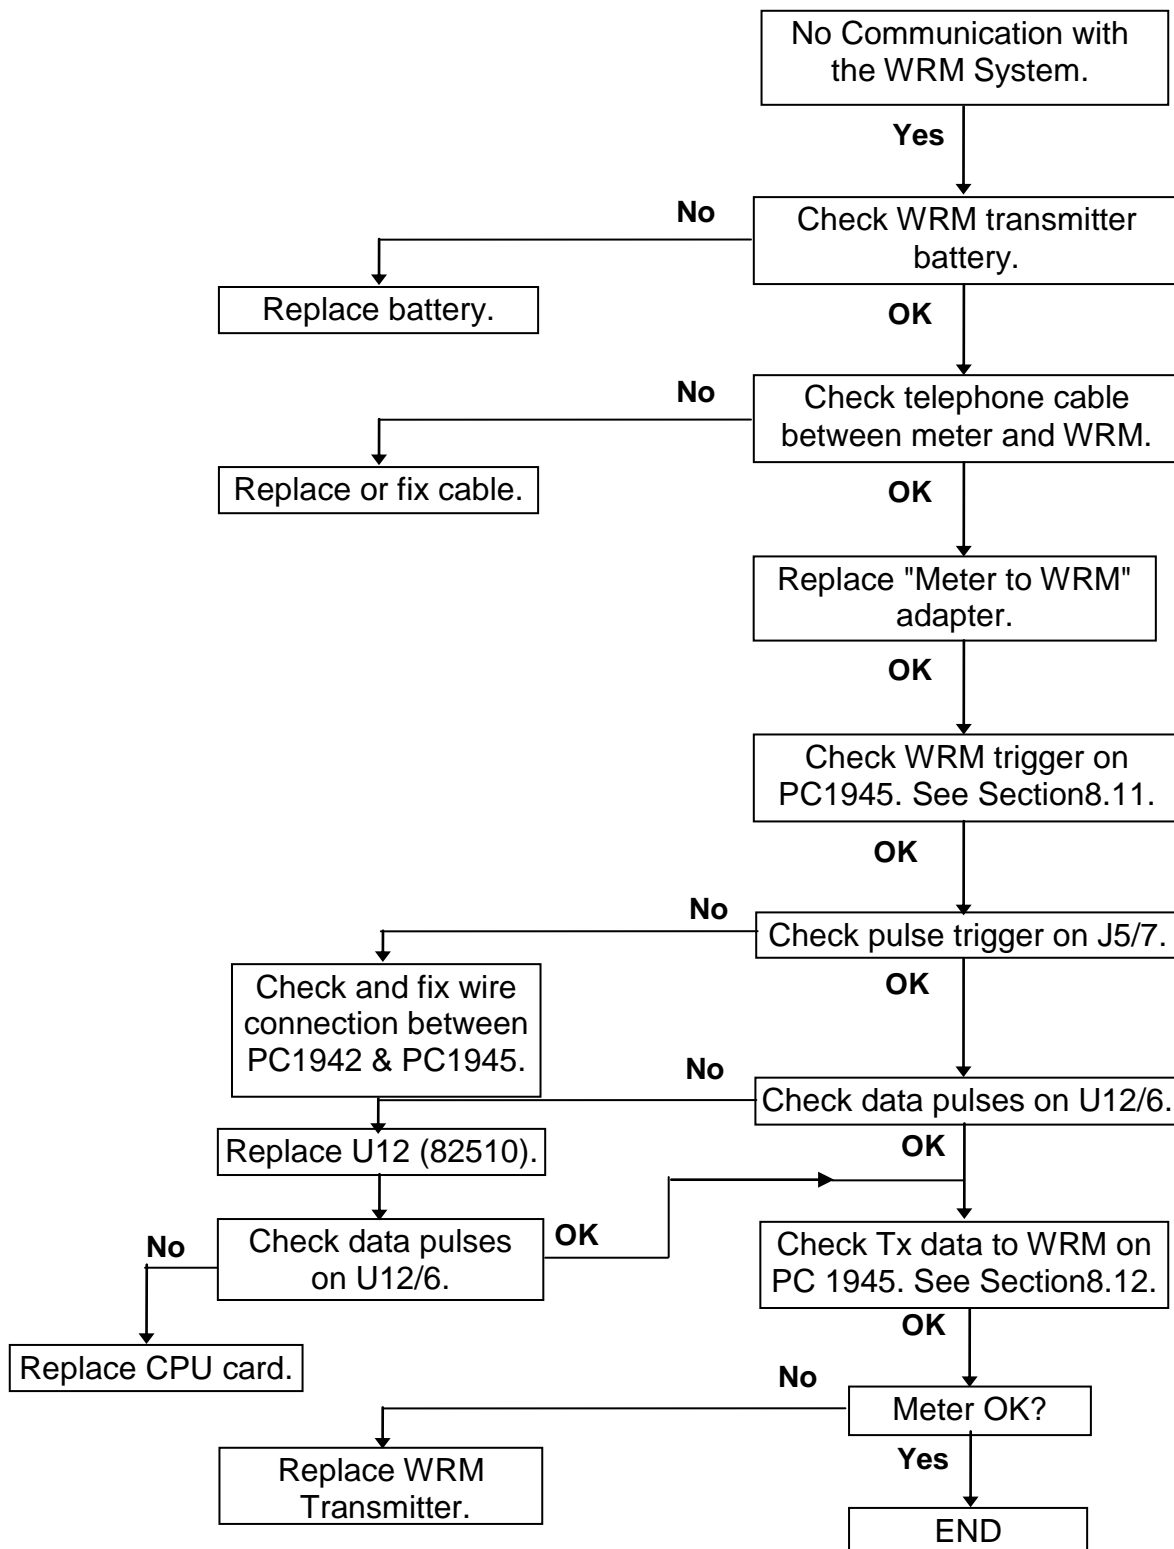 No Communication with
the WRM System.
Yes
No
Check WRM transmitter
battery.
Replace battery.
OK
No
Check telephone cable
between meter and WRM.
Replace or fix cable.
OK
Replace "Meter to WRM"
adapter.
OK
Check WRM trigger on
PC1945. See Section8.11.
OK
No
Check pulse trigger on J5/7.
Check and fix wire
connection between
PC1942 & PC1945.
OK
No
Check data pulses on U12/6.
Replace U12 (82510).
OK
No
Check data pulses
on U12/6.
OK
Check Tx data to WRM on
PC 1945. See Section8.12.
Replace CPU card.
OK
No
Meter OK?
Replace WRM
Transmitter.
Yes
END